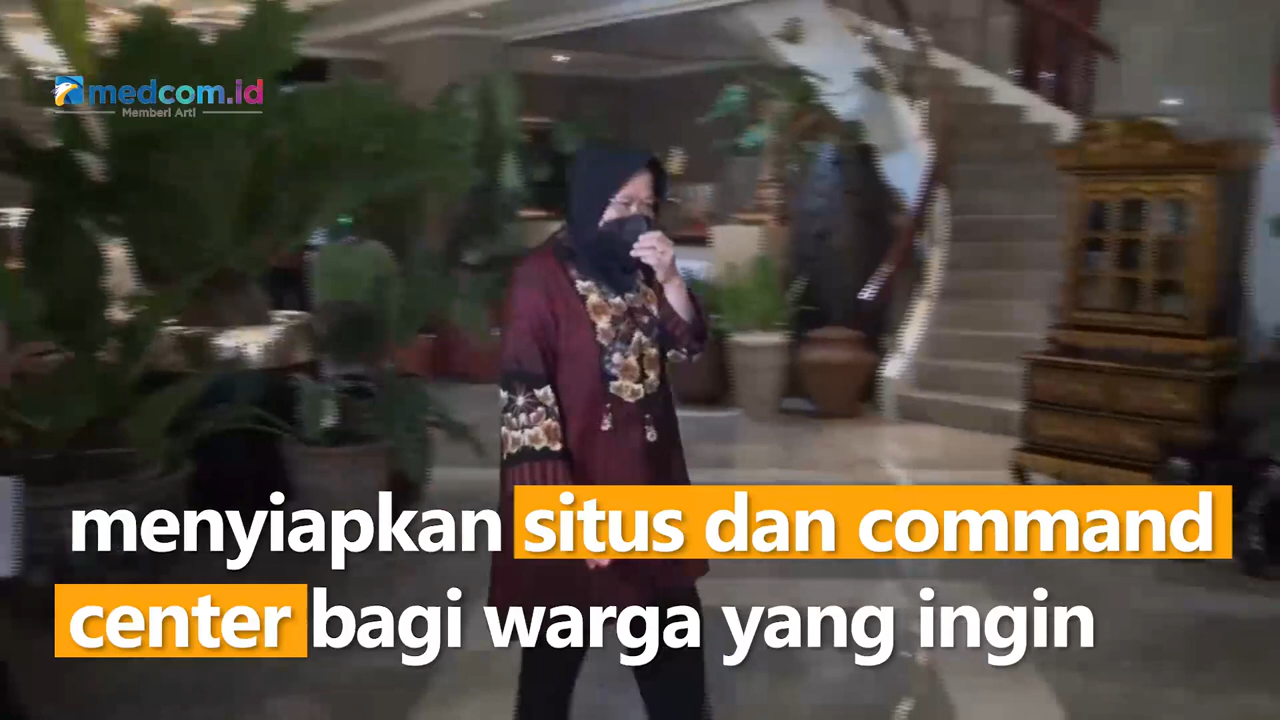 medcom.id
Memberi Arti
menyiapkan situs dan command
center bagi warga yang ingin